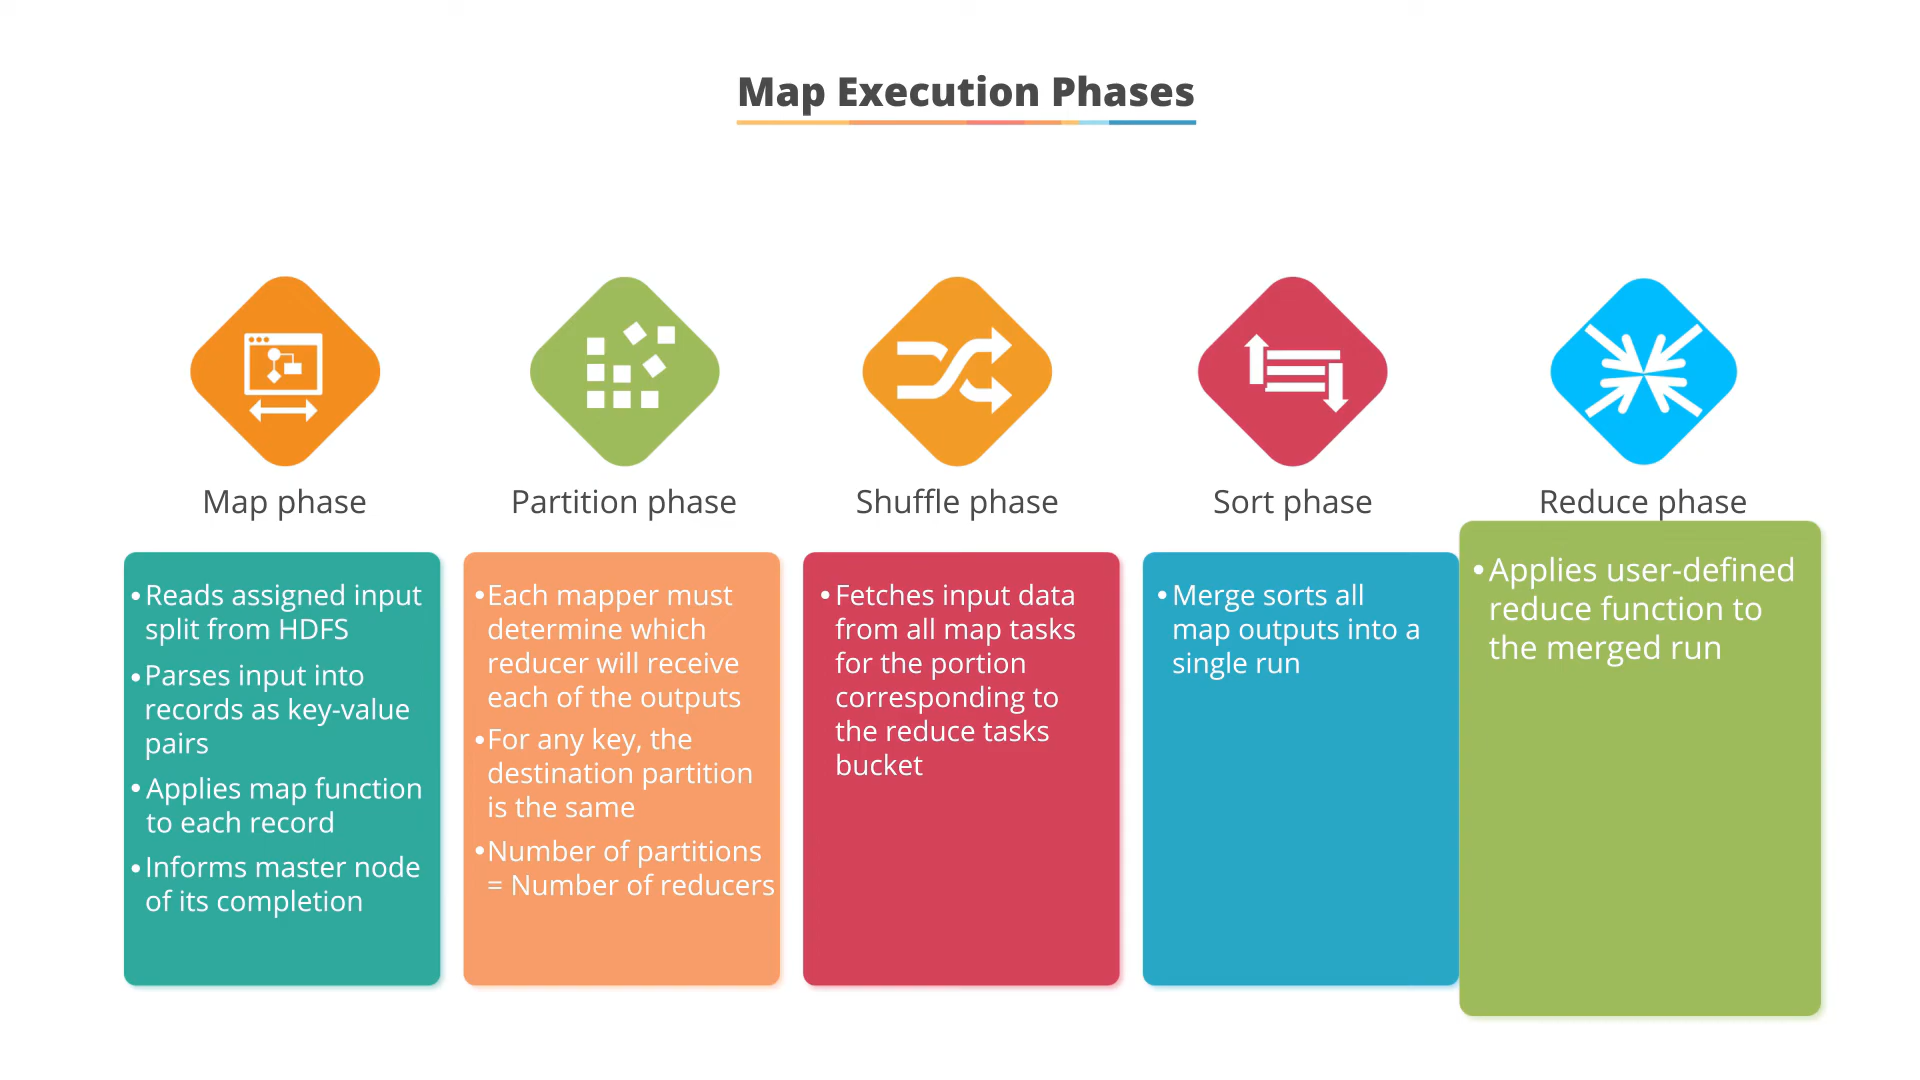 Map Execution Phases
Map phase
Partition phase
Shuffle phase
Sort phase
Reduce phase
•Reads assigned input
split from HDFS
•Parses input into
records as key-value
pairs
•Applies map function
to each record
•Informs master node
of its completion
•Each mapper must
determine which
reducer will receive
each of the outputs
•For any key, the
destination partition
is the same
•Number of partitions
= Number of reducers
•Fetches input data
from all map tasks
for the portion
corresponding to
the reduce tasks
bucket
•Merge sorts all
map outputs into a
single run
•Applies user-defined
reduce function to
the merged run